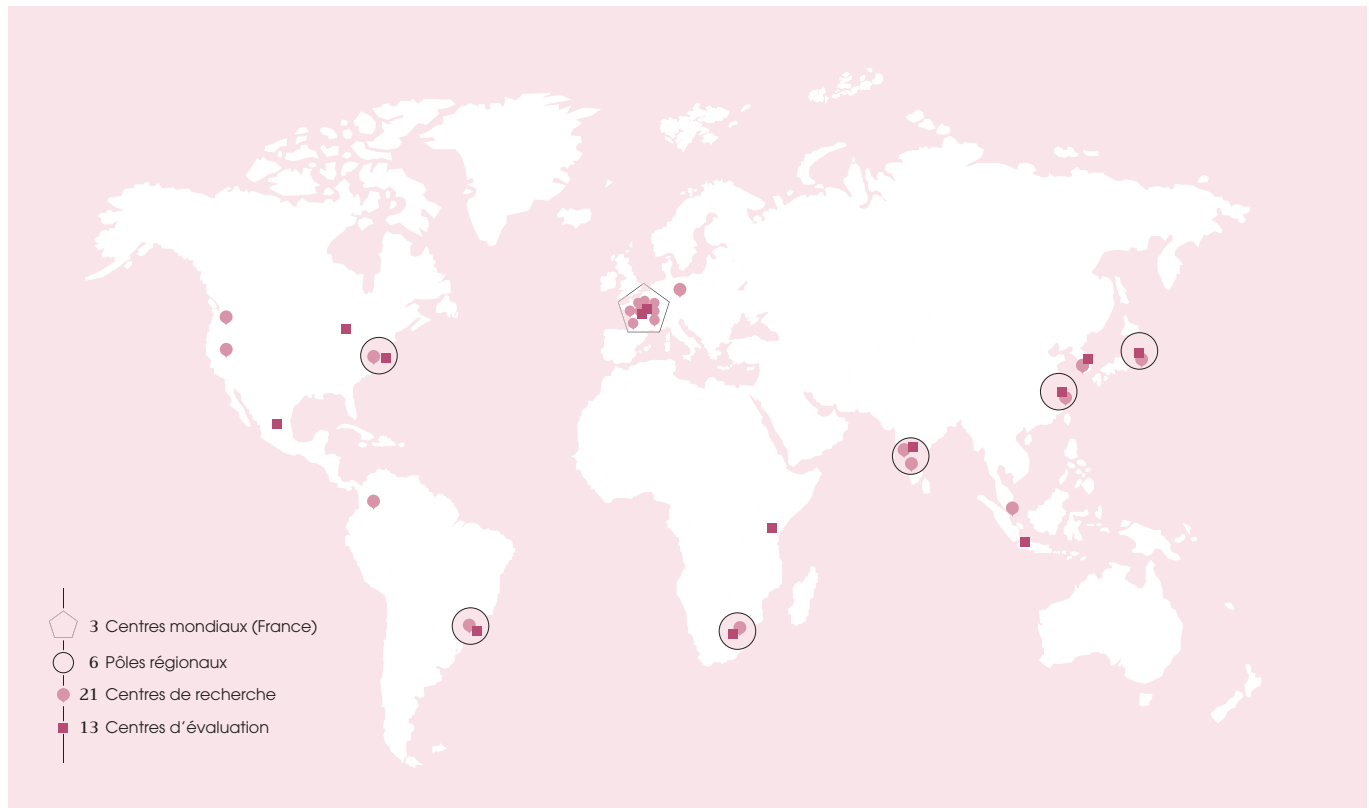 3 Centres mondiaux (France)
6 Pôles régionaux
21 Centres de recherche
13 Centres d’évaluation